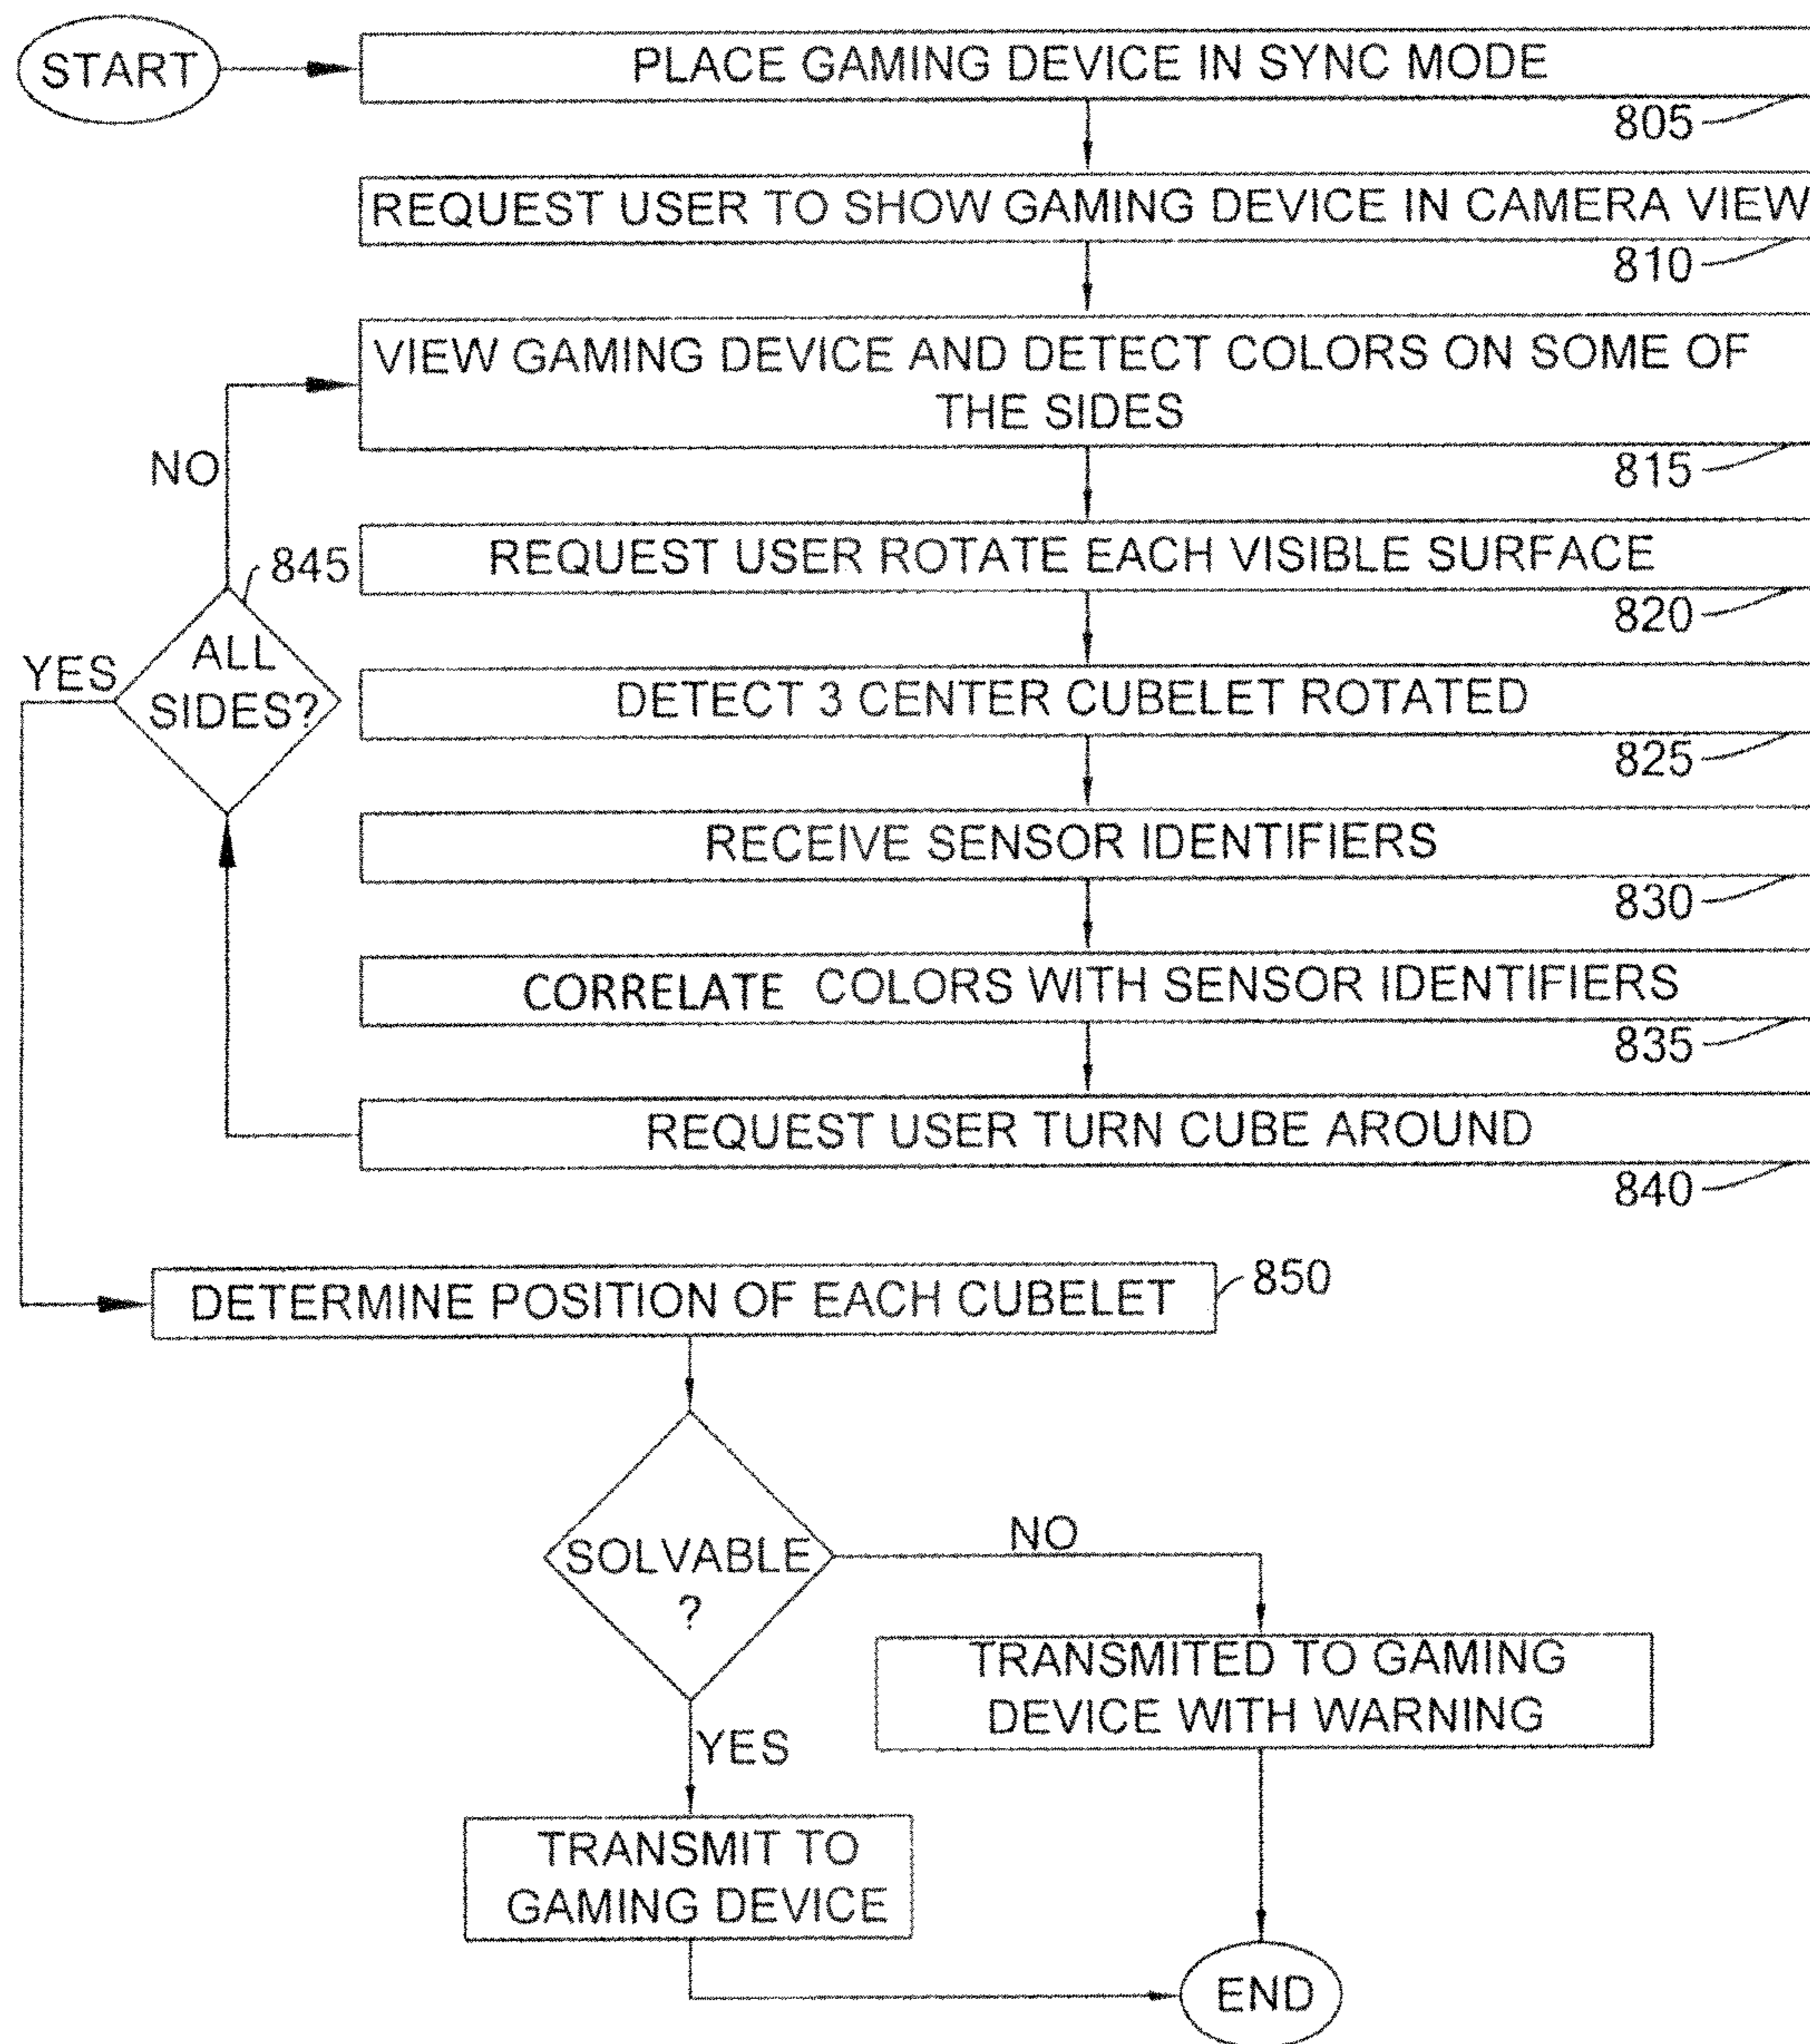 START
PLACE GAMING DEVICE IN SYNC MODE
805
REQUEST USER TO SHOW GAMING DEVICE IN CAMERA VIEW
810
VIEW GAMING DEVICE AND DETECT COLORS ON SOME OF
THE SIDES
815
NO
REQUEST USER ROTATE EACH VISIBLE SURFACE
820
845
ALL
SIDES?
YES
DETECT 3 CENTER CUBELET ROTATED
825
RECEIVE SENSOR IDENTIFIERS
830
CORRELATE COLORS WITH SENSOR IDENTIFIERS
835
REQUEST USER TURN CUBE AROUND
840
DETERMINE POSITION OF EACH CUBELET
850
SOLVABLE
?
NO
TRANSMITED TO GAMING
DEVICE WITH WARNING
YES
TRANSMIT TO
GAMING DEVICE
END